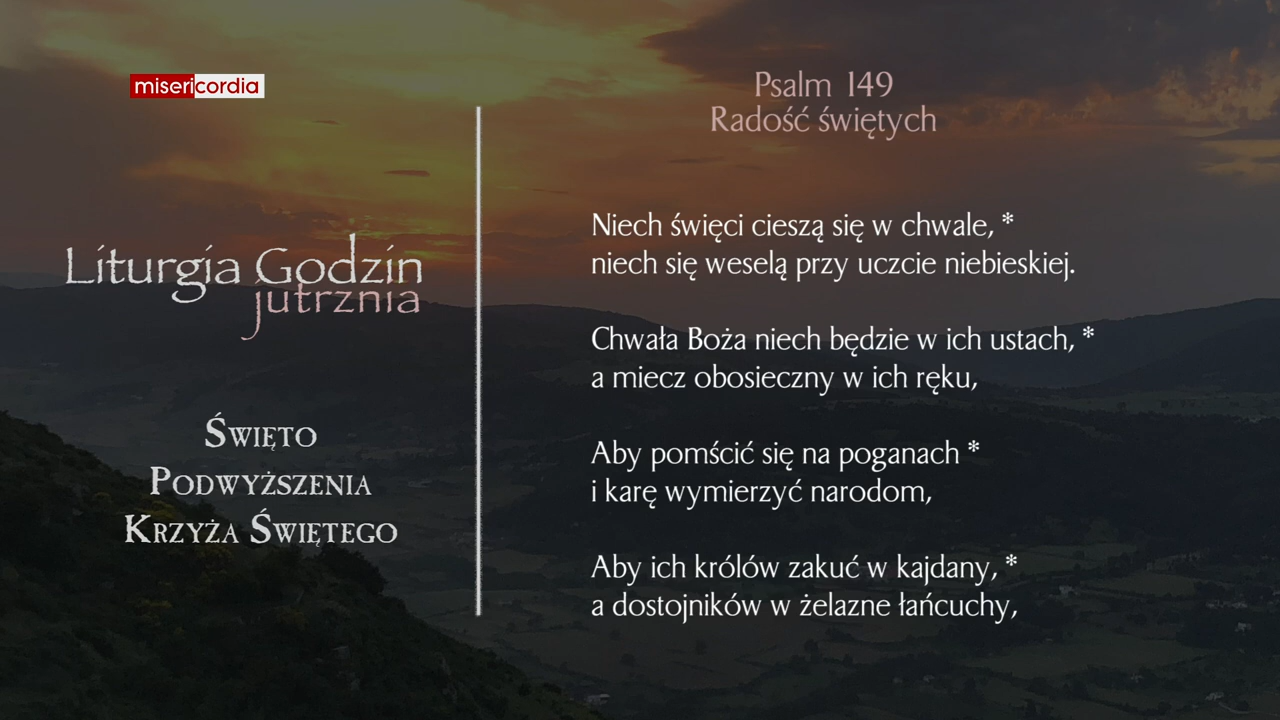 misericordia
Liturgia Godzin
jutrznia
Święto
Podwyższenia
Krzyża Świętego
Psalm 149
Radość świętych
Niech święci cieszą się w chwale, *
niech się weselą przy uczcie niebieskiej.
Chwała Boża niech będzie w ich ustach, *
a miecz obosieczny w ich ręku,
Aby pomścić się na poganach *
i karę wymierzyć narodom,
Aby ich królów zakuć w kajdany, *
a dostojników w żelazne łańcuchy,